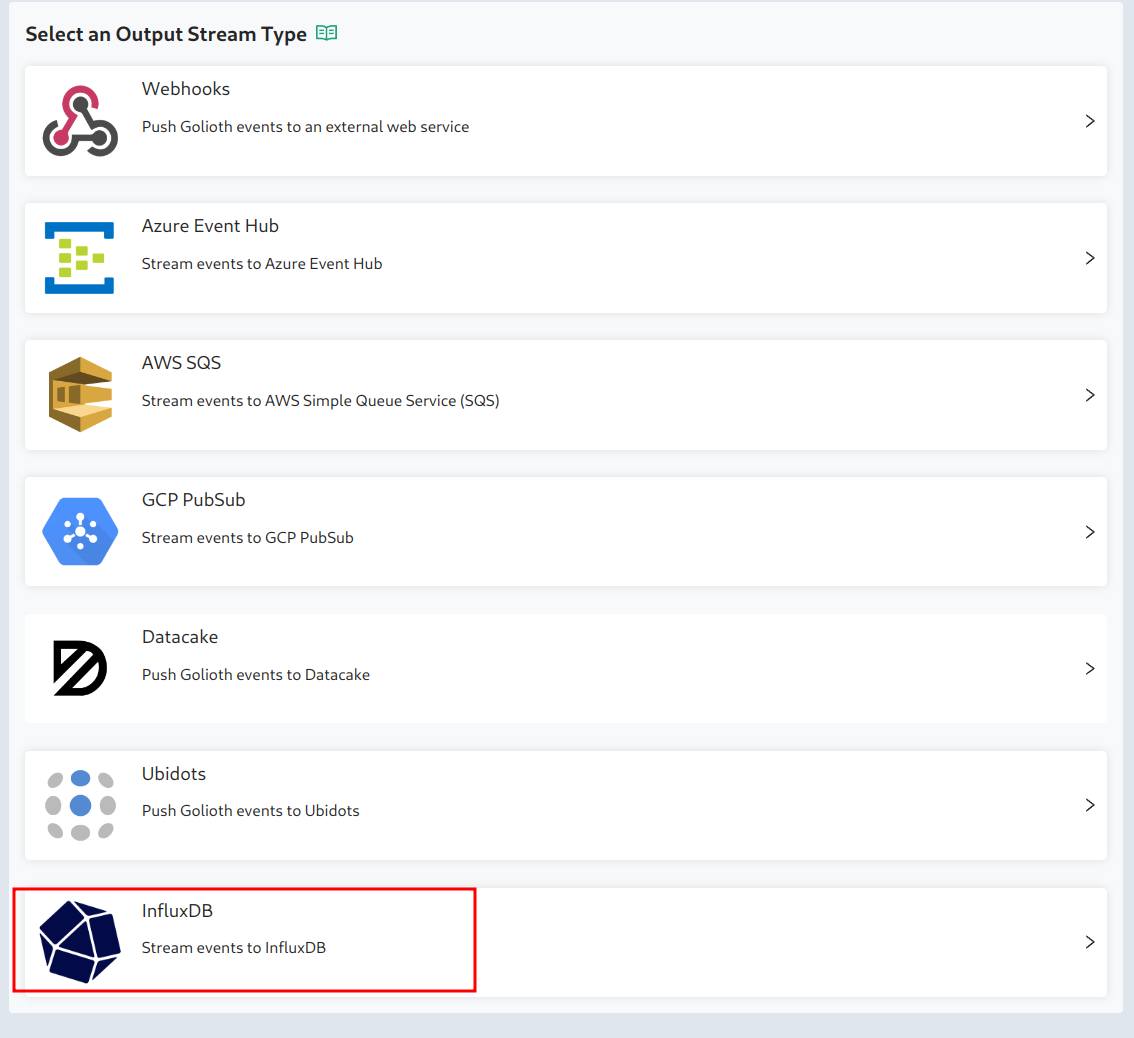 Select an Output Stream Type
Webhooks
Push Golioth events to an external web service
Azure Event Hub
Stream events to Azure Event Hub
AWS SQS
Stream events to AWS Simple Queue Service (SQS)
GCP PubSub
Stream events to GCP PubSub
Datacake
Push Golioth events to Datacake
Ubidots
Push Golioth events to Ubidots
InfluxDB
Stream events to InfluxDB